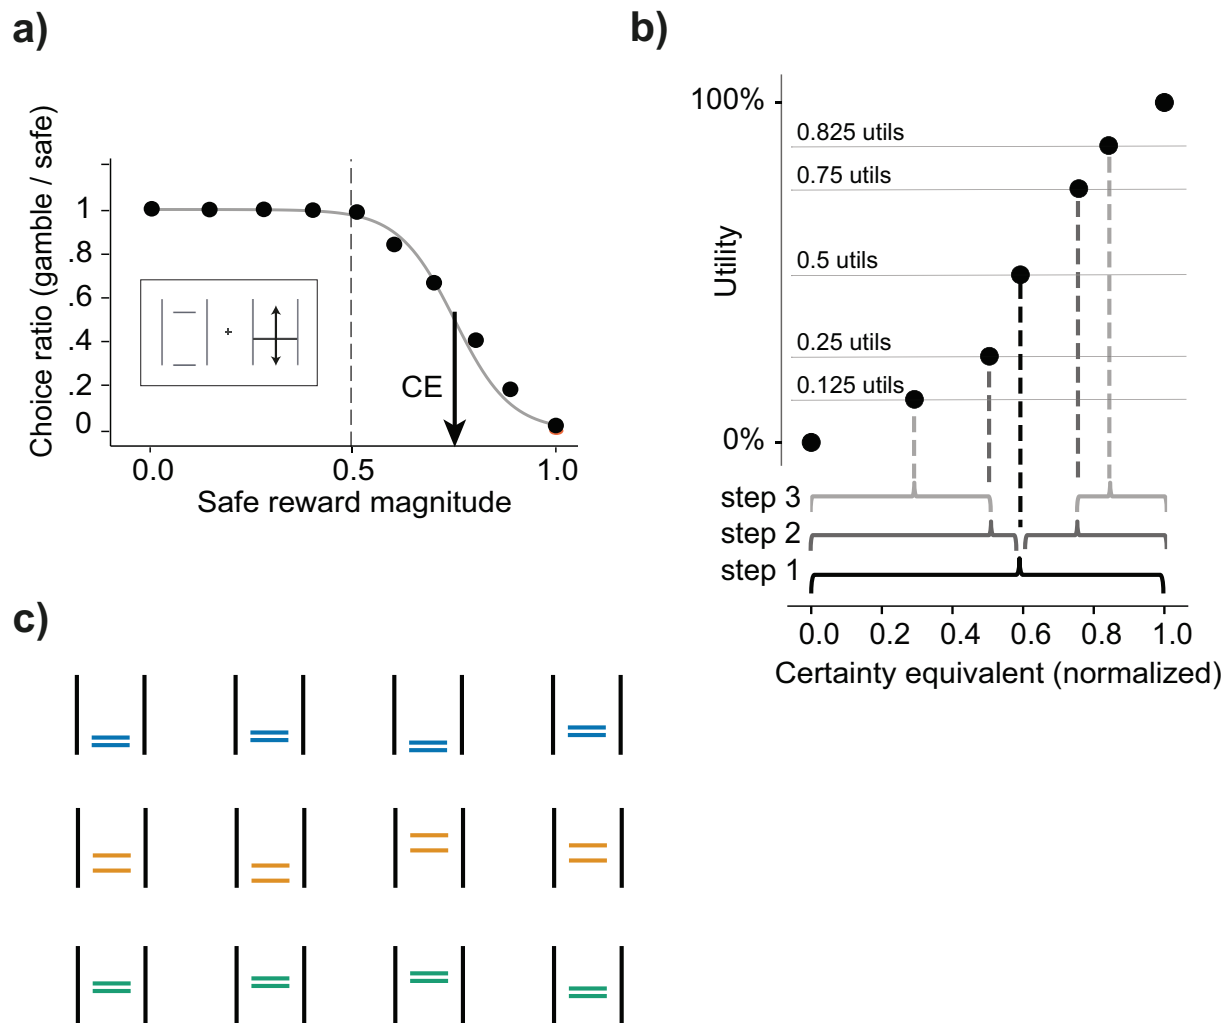 a)
Choice ratio (gamble / safe)
1
.8
.6
.4
.2
0
CE
0.0 0.5 1.0
Safe reward magnitude
b)
Utility
100%
0.825 utils
0.75 utils
0.5 utils
0.25 utils
0.125 utils
0%
step 3
step 2
step 1
0.0 0.2 0.4 0.6 0.8 1.0
Certainty equivalent (normalized)
c)